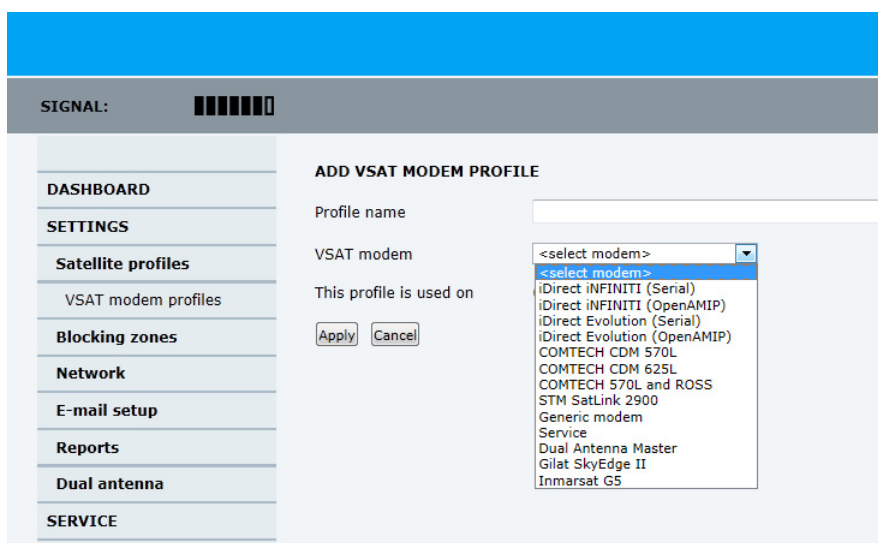 SIGNAL:
DASHBOARD
SETTINGS
Satellite profiles
VSAT modem profiles
Blocking zones
Network
E-mail setup
Reports
Dual antenna
SERVICE
ADD VSAT MODEM PROFILE
Profile name
VSAT modem
<select modem>
<select modem>
iDirect iNFINITI (Serial)
iDirect iNFINITI (OpenAMIP)
iDirect Evolution (Serial)
iDirect Evolution (OpenAMIP)
COMTECH CDM 570L
COMTECH CDM 625L
COMTECH 570L and ROSS
STM SatLink 2900
Generic modem
Service
Dual Antenna Master
Gilat SkyEdge II
Inmarsat G5
This profile is used on
Apply Cancel